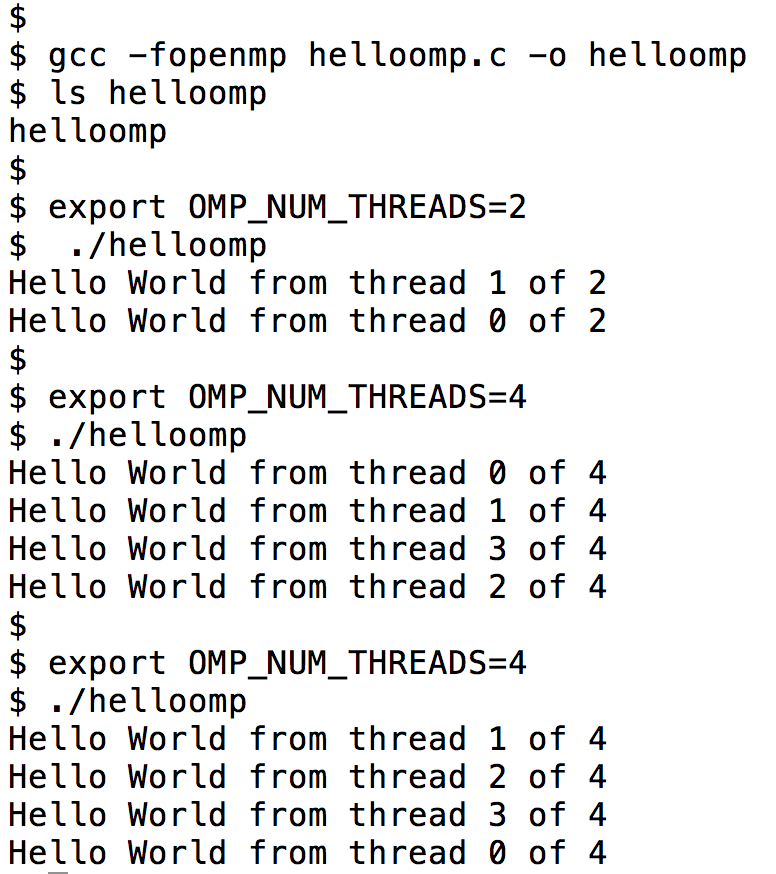 $
$ gcc -fopenmp helloomp.c -o helloomp
$ ls helloomp
helloomp
$
$ export OMP_NUM_THREADS=2
$  ./helloomp
Hello World from thread 1 of 2
Hello World from thread 0 of 2
$
$ export OMP_NUM_THREADS=4
$ ./helloomp
Hello World from thread 0 of 4
Hello World from thread 1 of 4
Hello World from thread 3 of 4
Hello World from thread 2 of 4
$
$ export OMP_NUM_THREADS=4
$ ./helloomp
Hello World from thread 1 of 4
Hello World from thread 2 of 4
Hello World from thread 3 of 4
Hello World from thread 0 of 4